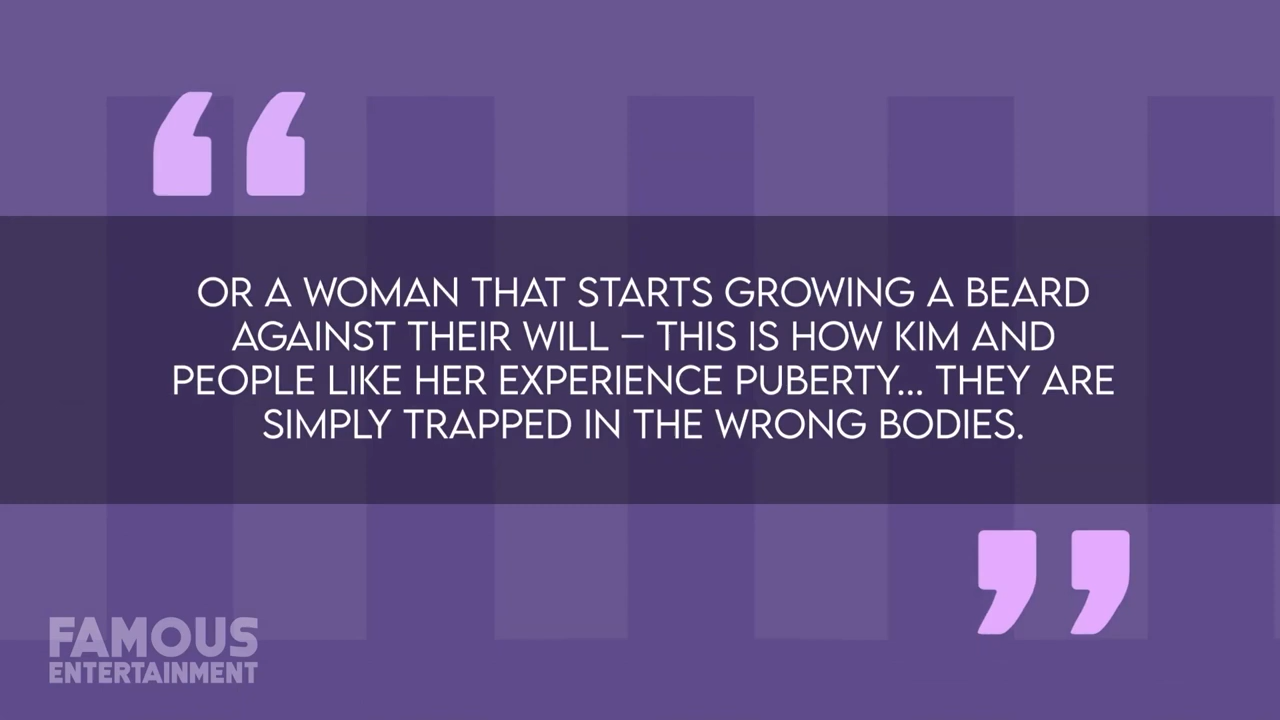 “
OR A WOMAN THAT STARTS GROWING A BEARD
AGAINST THEIR WILL – THIS IS HOW KIM AND
PEOPLE LIKE HER EXPERIENCE PUBERTY... THEY ARE
SIMPLY TRAPPED IN THE WRONG BODIES.
”
FAMOUS
ENTERTAINMENT